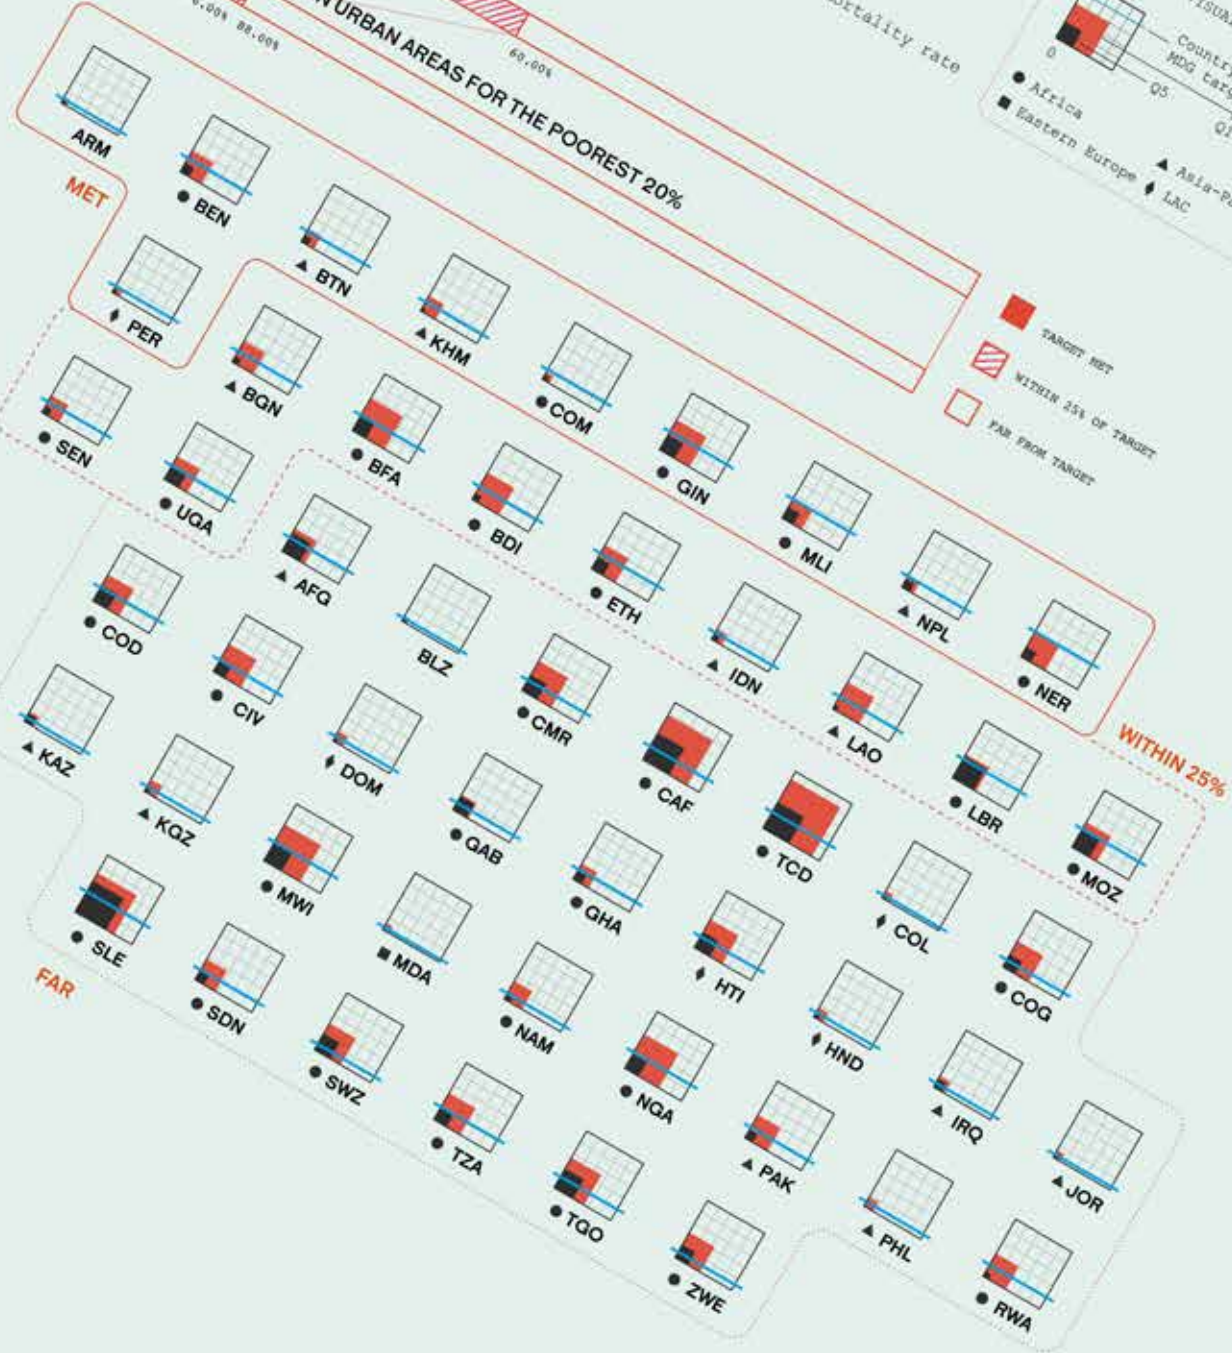 88.00%
60.00%
URBAN AREAS FOR THE POOREST 20%
mortality rate
0
Q5
Country
MDG
Africa
Eastern Europe
LAC
TARGET MET
WITHIN 25% OF TARGET
FAR FROM TARGET
MET
ARM
BEN
BTN
KHM
COM
GIN
MLI
NPL
NER
PER
WITHIN 25%
BGN
BFA
BDI
ETH
IDN
LAO
LBR
MOZ
SEN
UGA
FAR
AFG
BLZ
CMR
CAF
TCD
COL
COG
COD
CIV
DOM
GAB
GHA
HTI
HND
IRQ
JOR
KAZ
KGZ
MWI
MDA
NAM
NGA
PAK
PHL
RWA
SLE
SDN
SWZ
TZA
TGO
ZWE